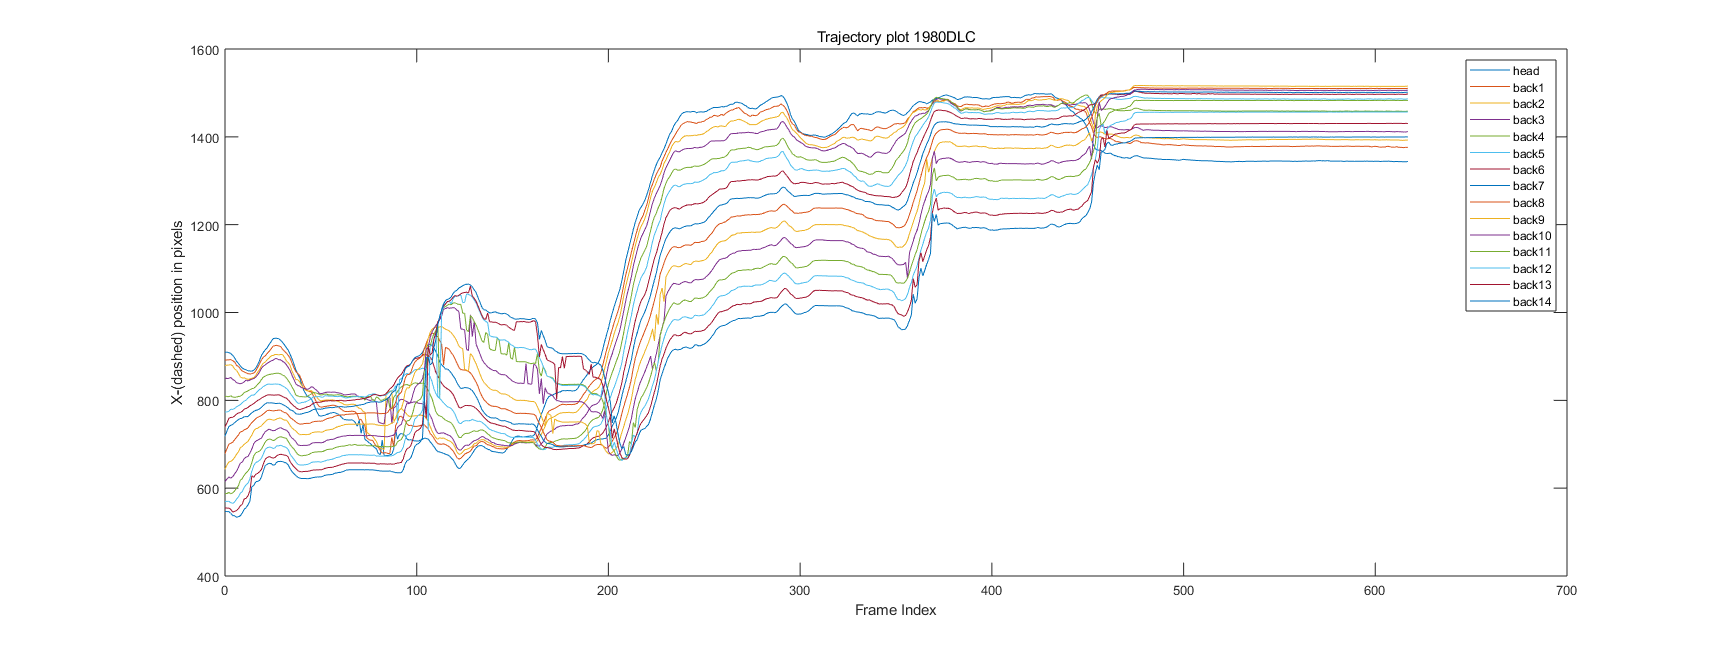 Trajectory plot 1980DLC
X-(dashed) position in pixels
1600
1400
1200
1000
800
600
400
0 100 200 300 400 500 600 700
Frame Index
head
back1
back2
back3
back4
back5
back6
back7
back8
back9
back10
back11
back12
back13
back14